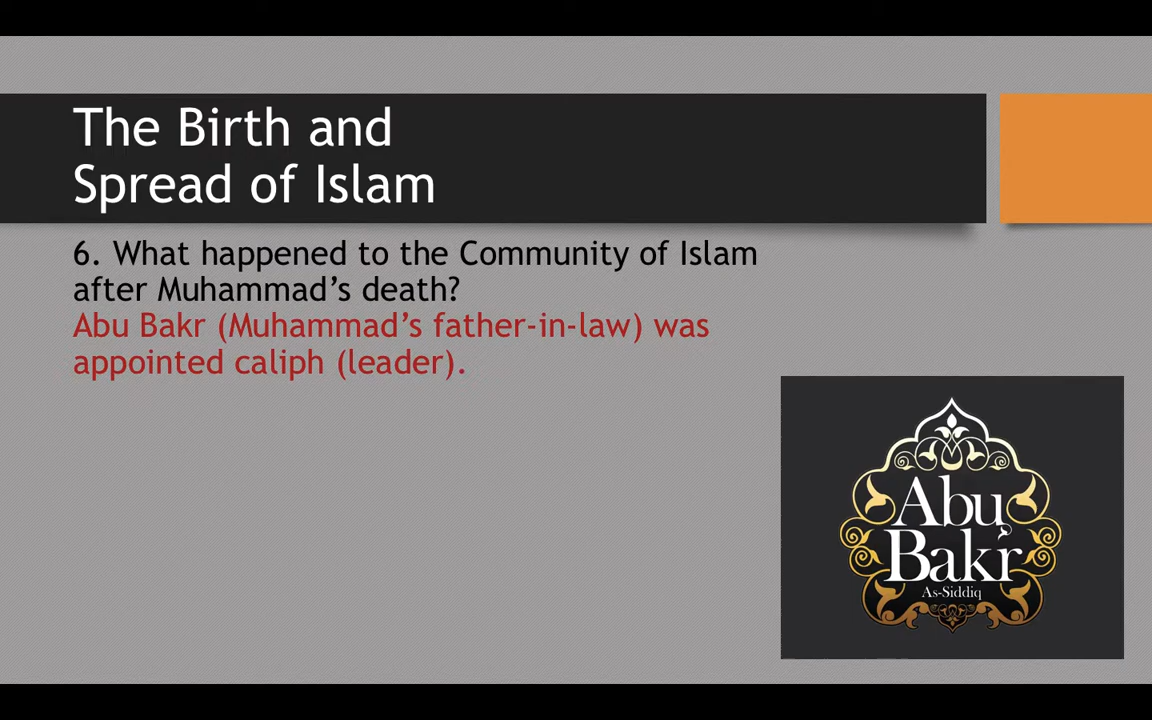 The Birth and
Spread of Islam
6. What happened to the Community of Islam
after Muhammad’s death?
Abu Bakr (Muhammad’s father-in-law) was
appointed caliph (leader).
Abu
Bakr
As-Siddiq